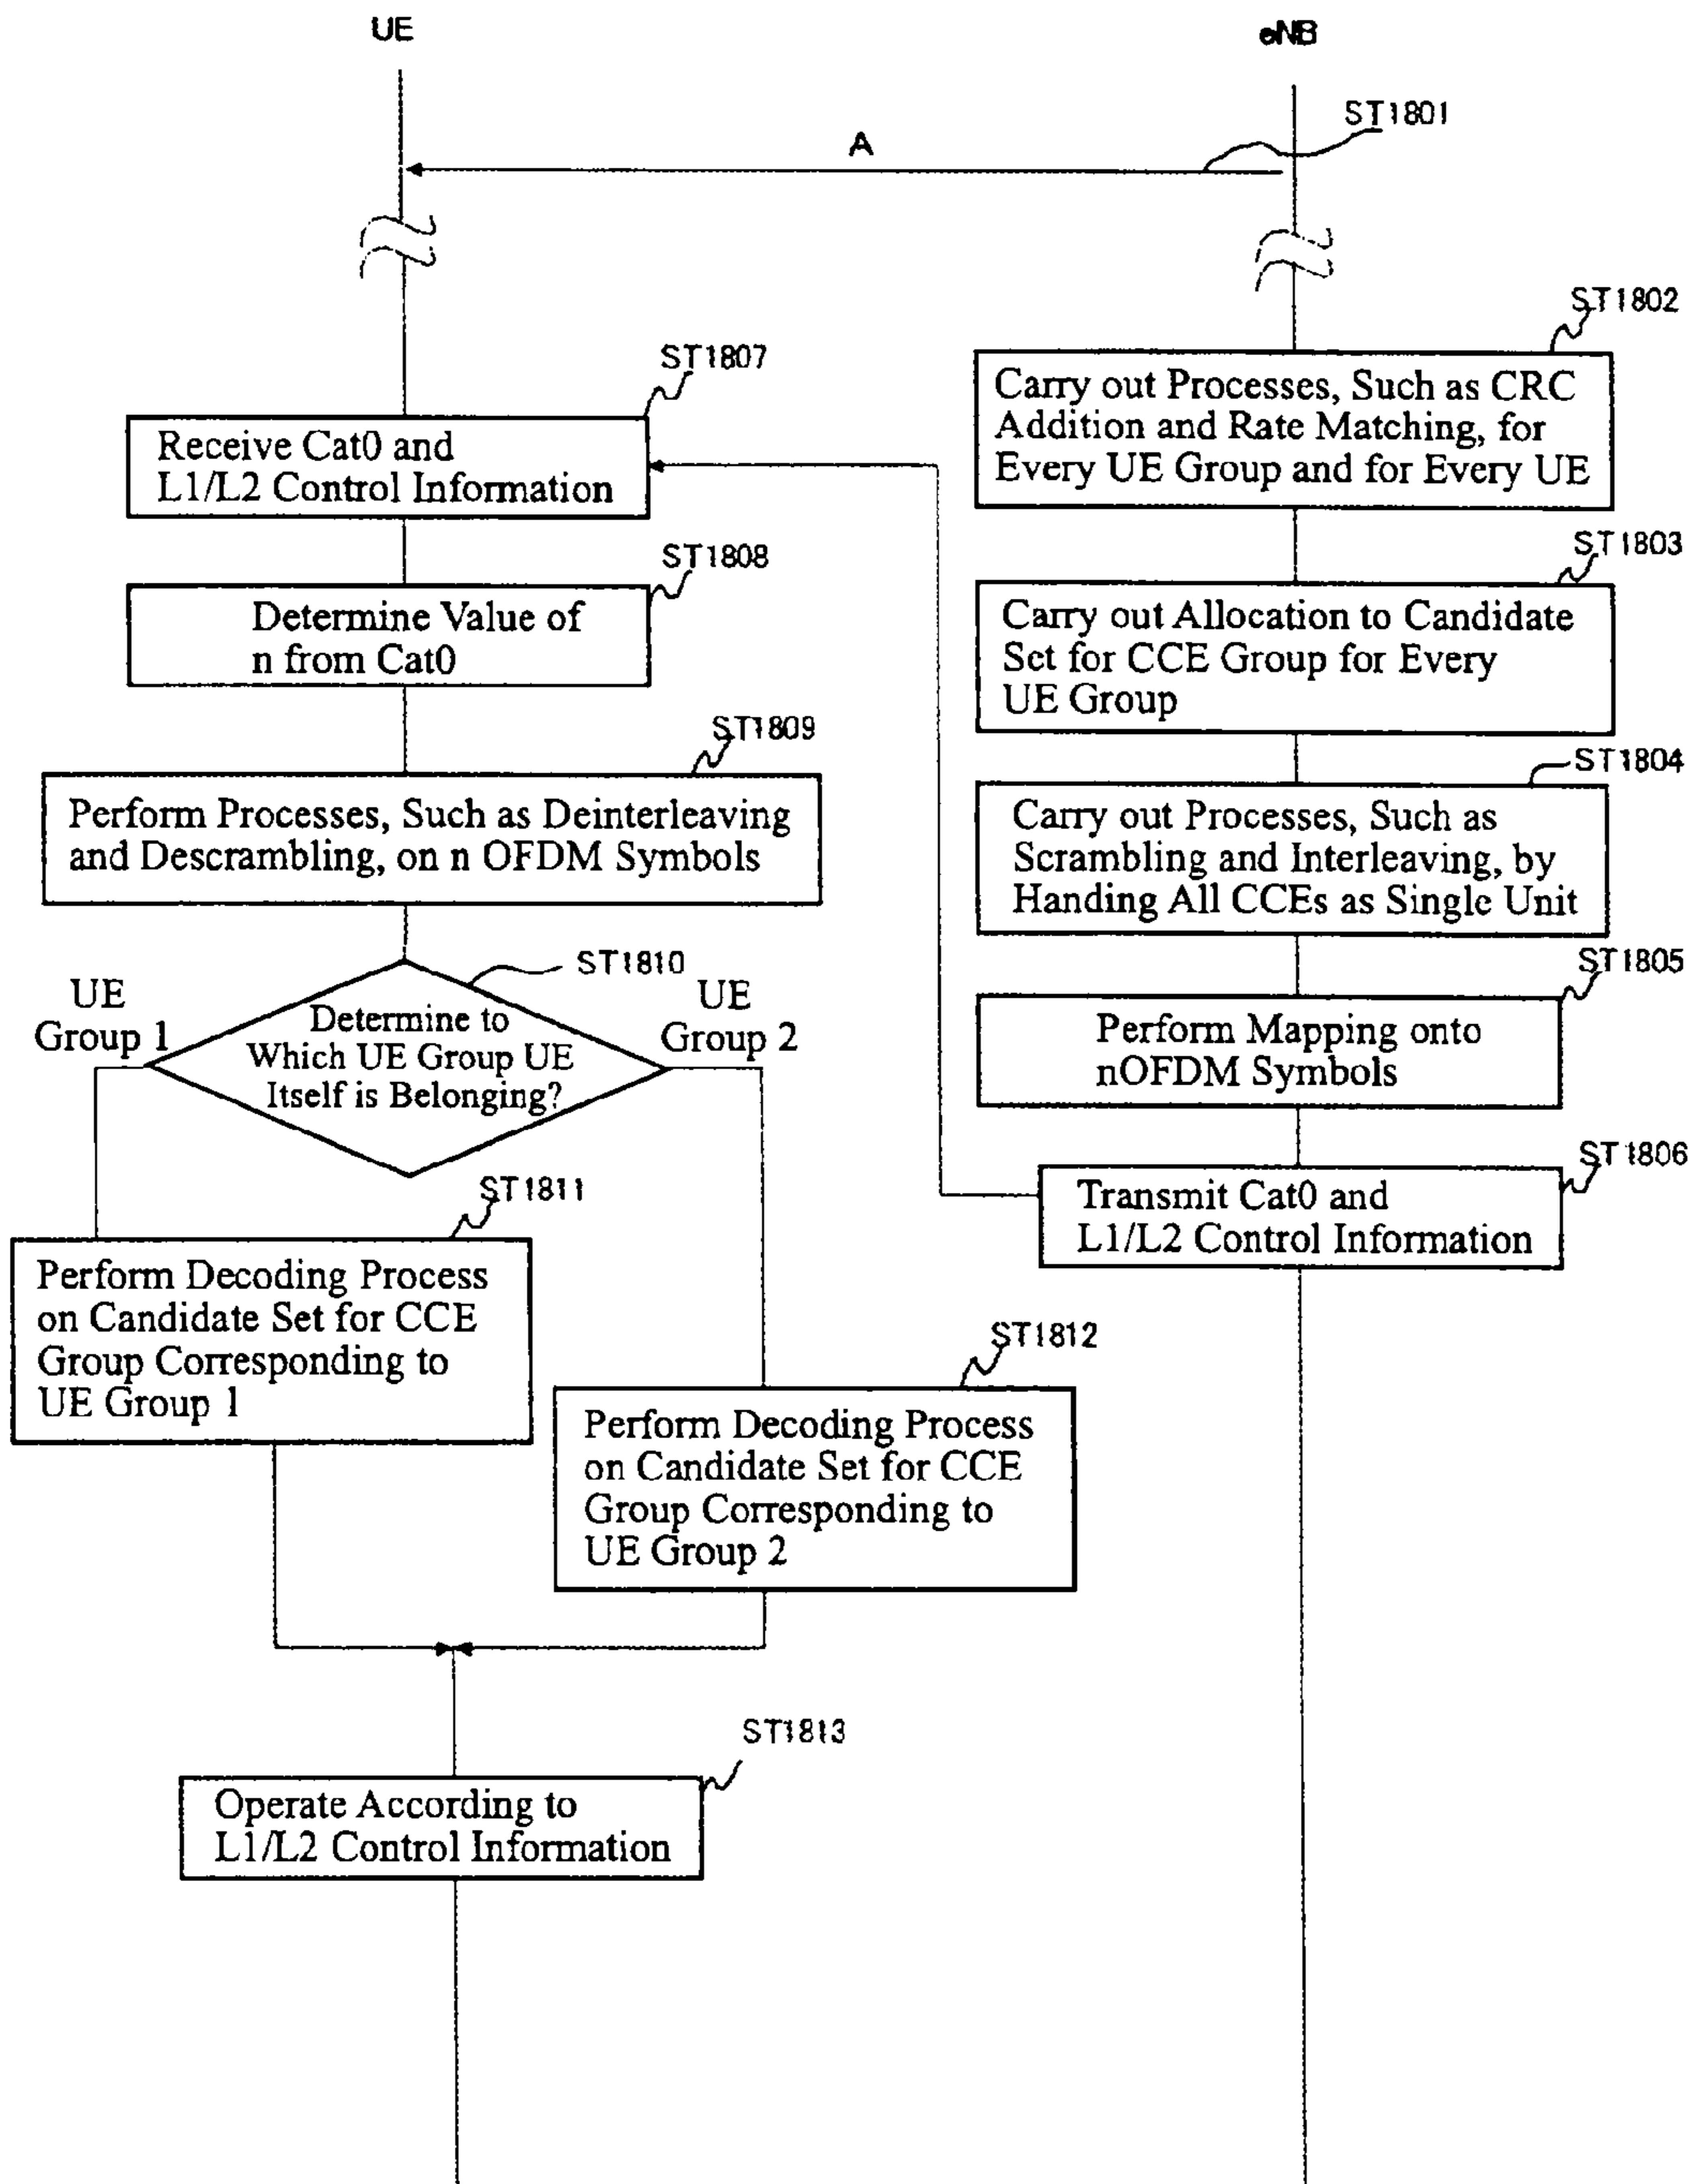 UE
eNB
ST1801
A
ST1802
Carry out Processes, Such as CRC
Addition and Rate Matching, for
Every UE Group and for Every UE
ST1807
Receive Cat0 and
L1/L2 Control Information
ST1803
Carry out Allocation to Candidate
Set for CCE Group for Every
UE Group
ST1808
Determine Value of
n from Cat0
ST1804
Carry out Processes, Such as
Scrambling and Interleaving, by
Handing All CCEs as Single Unit
ST1809
Perform Processes, Such as Deinterleaving
and Descrambling, on n OFDM Symbols
ST1805
Perform Mapping onto
nOFDM Symbols
ST1810
UE
Group 1
Determine to
Which UE Group UE
Itself is Belonging?
UE
Group 2
ST1806
Transmit Cat0 and
L1/L2 Control Information
ST1811
Perform Decoding Process
on Candidate Set for CCE
Group Corresponding to
UE Group 1
ST1812
Perform Decoding Process
on Candidate Set for CCE
Group Corresponding to
UE Group 2
ST1813
Operate According to
L1/L2 Control Information